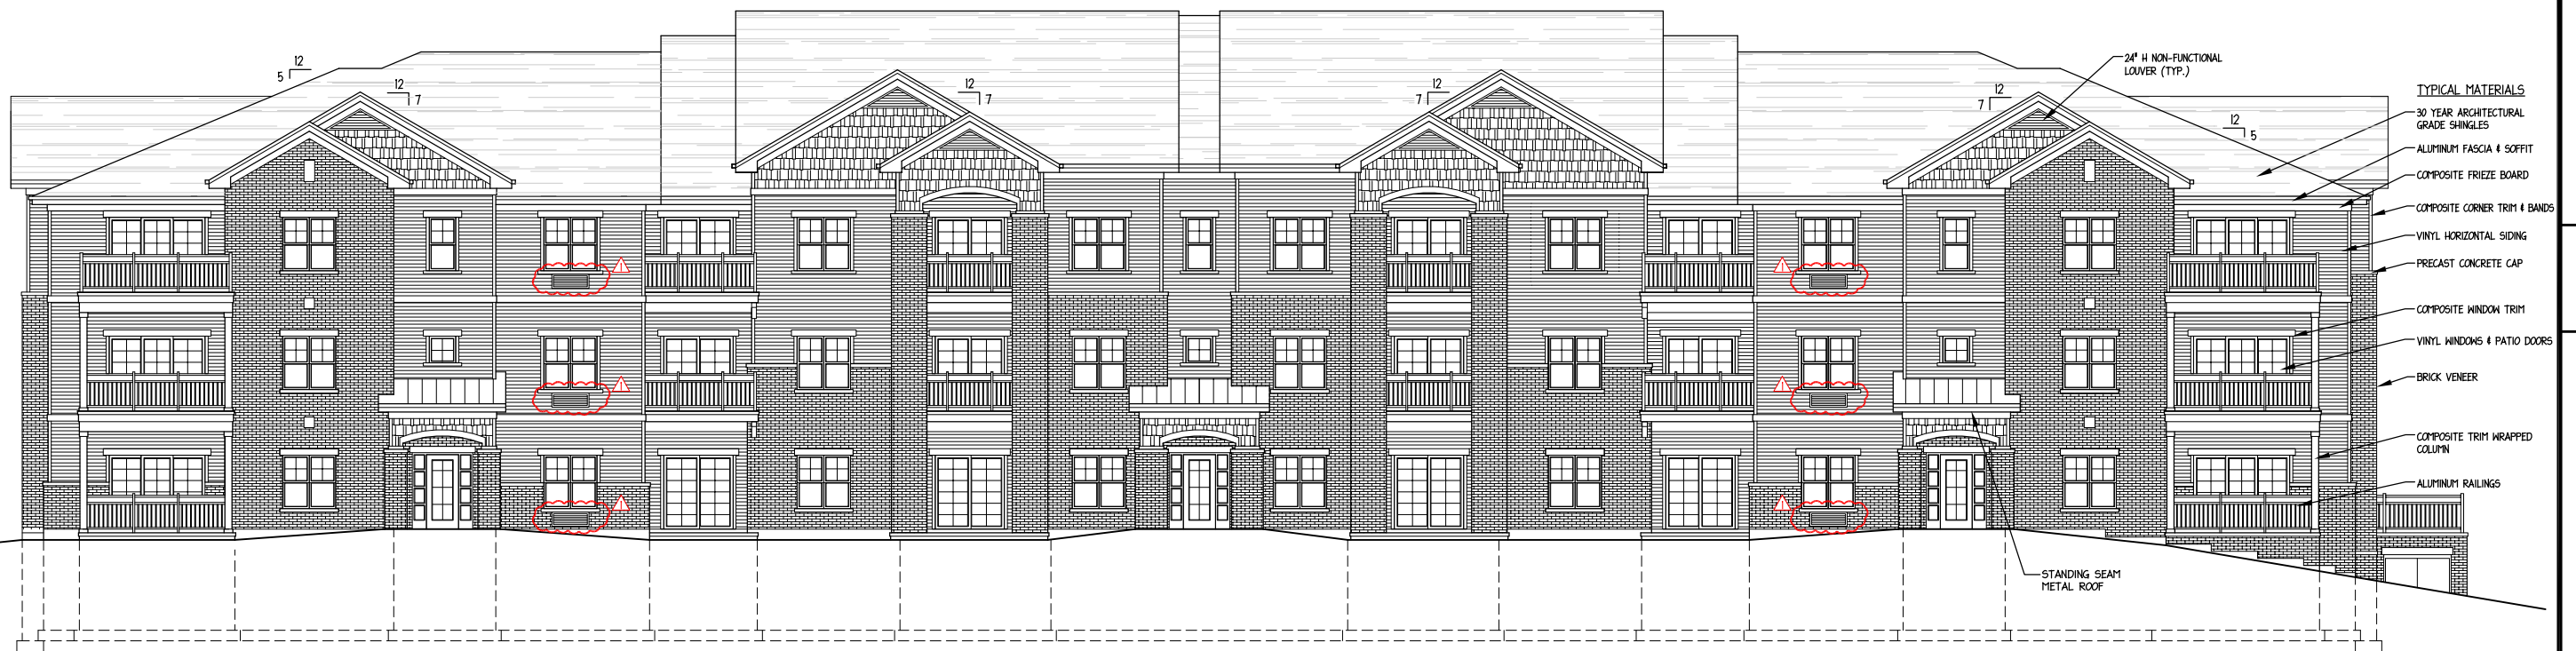 12
5
12
7
12
7
12
7
12
7
24" H NON-FUNCTIONAL
LOUVER (TYP.)
12
5
TYPICAL MATERIALS
30 YEAR ARCHITECTURAL
GRADE SHINGLES
ALUMINUM FASCIA & SOFFIT
COMPOSITE FRIEZE BOARD
COMPOSITE CORNER TRIM & BANDS
VINYL HORIZONTAL SIDING
PRECAST CONCRETE CAP
COMPOSITE WINDOW TRIM
VINYL WINDOWS & PATIO DOORS
BRICK VENEER
COMPOSITE TRIM WRAPPED
COLUMN
ALUMINUM RAILINGS
STANDING SEAM
METAL ROOF